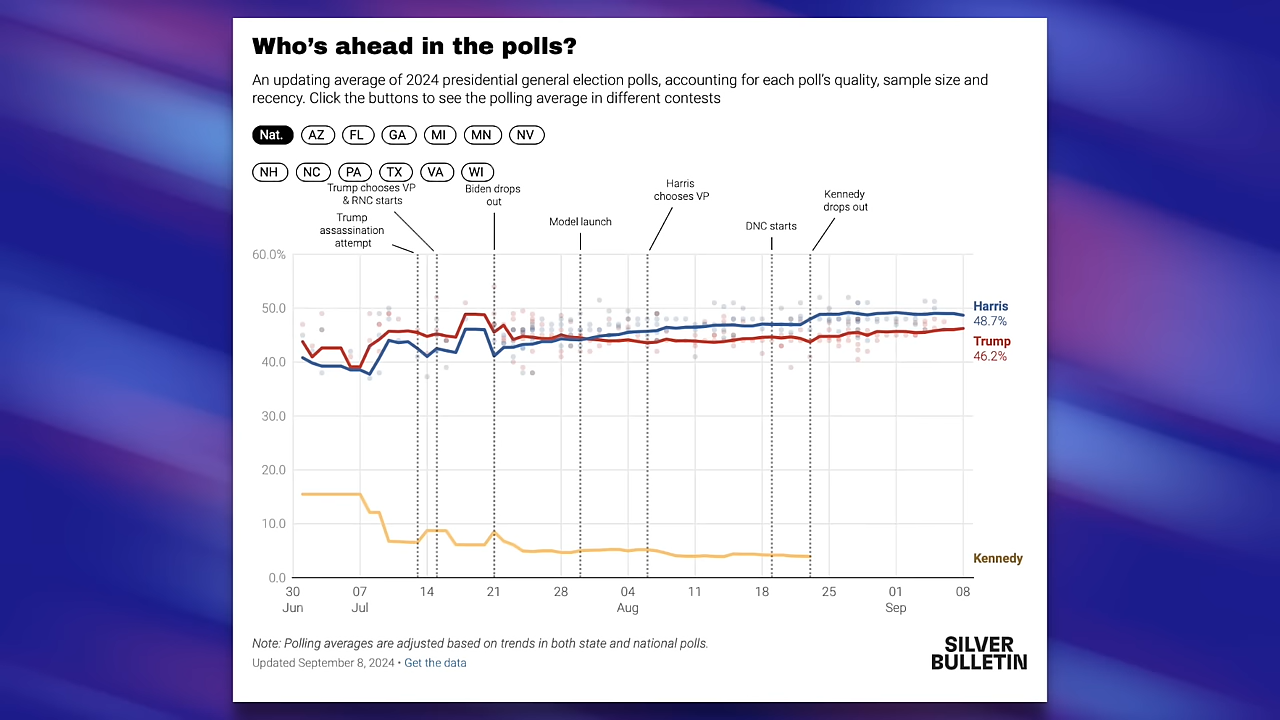 Who's ahead in the polls?
An updating average of 2024 presidential general election polls, accounting for each poll's quality, sample size and
recency. Click the buttons to see the polling average in different contests
Nat. AZ FL GA MI MN NV
NH NC PA TX VA WI
Trump chooses VP
& RNC starts
Trump
assassination
attempt
Biden drops
out
Model launch
Harris
chooses VP
DNC starts
Kennedy
drops out
60.0%
50.0
40.0
30.0
20.0
10.0
0.0
Harris
48.7%
Trump
46.2%
Kennedy
30 07 14 21 28 04 11 18 25 01 08
Jun Jul Aug Sep
Note: Polling averages are adjusted based on trends in both state and national polls.
Updated September 8, 2024 • Get the data
SILVER
BULLETIN